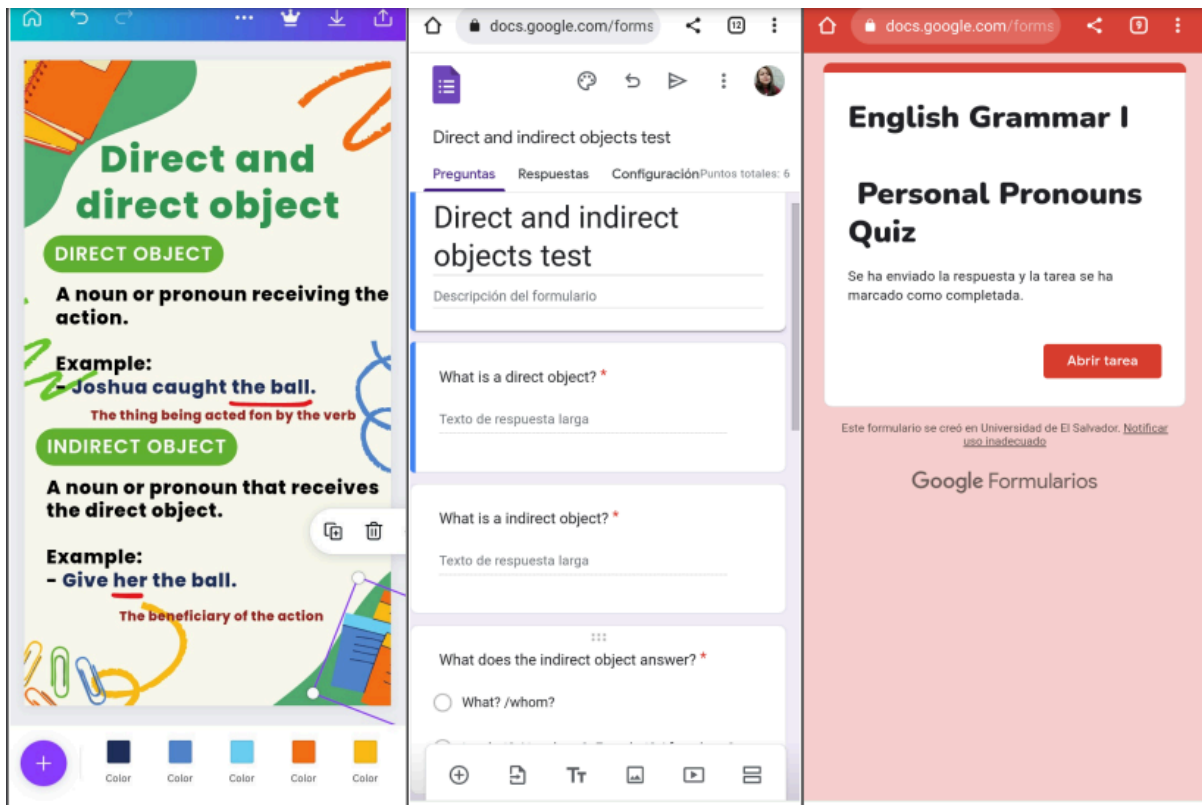 Direct and
direct object
DIRECT OBJECT
A noun or pronoun receiving the
action.
Example:
- Joshua caught the ball.
The thing being acted fon by the verb
INDIRECT OBJECT
A noun or pronoun that receives
the direct object.
Example:
- Give her the ball.
The beneficiary of the action
Color
Color
Color
Color
Color
docs.google.com/forms
12
Direct and indirect objects test
Preguntas Respuestas Configuración Puntos totales: 6
Direct and indirect
objects test
Descripción del formulario
What is a direct object? *
Texto de respuesta larga
What is a indirect object? *
Texto de respuesta larga
What does the indirect object answer? *
What? /whom?
Tт
docs.google.com/forms
9
English Grammar I
Personal Pronouns
Quiz
Se ha enviado la respuesta y la tarea se ha
marcado como completada.
Abrir tarea
Este formulario se creó en Universidad de El Salvador. Notificar
uso inadecuado
Google Formularios